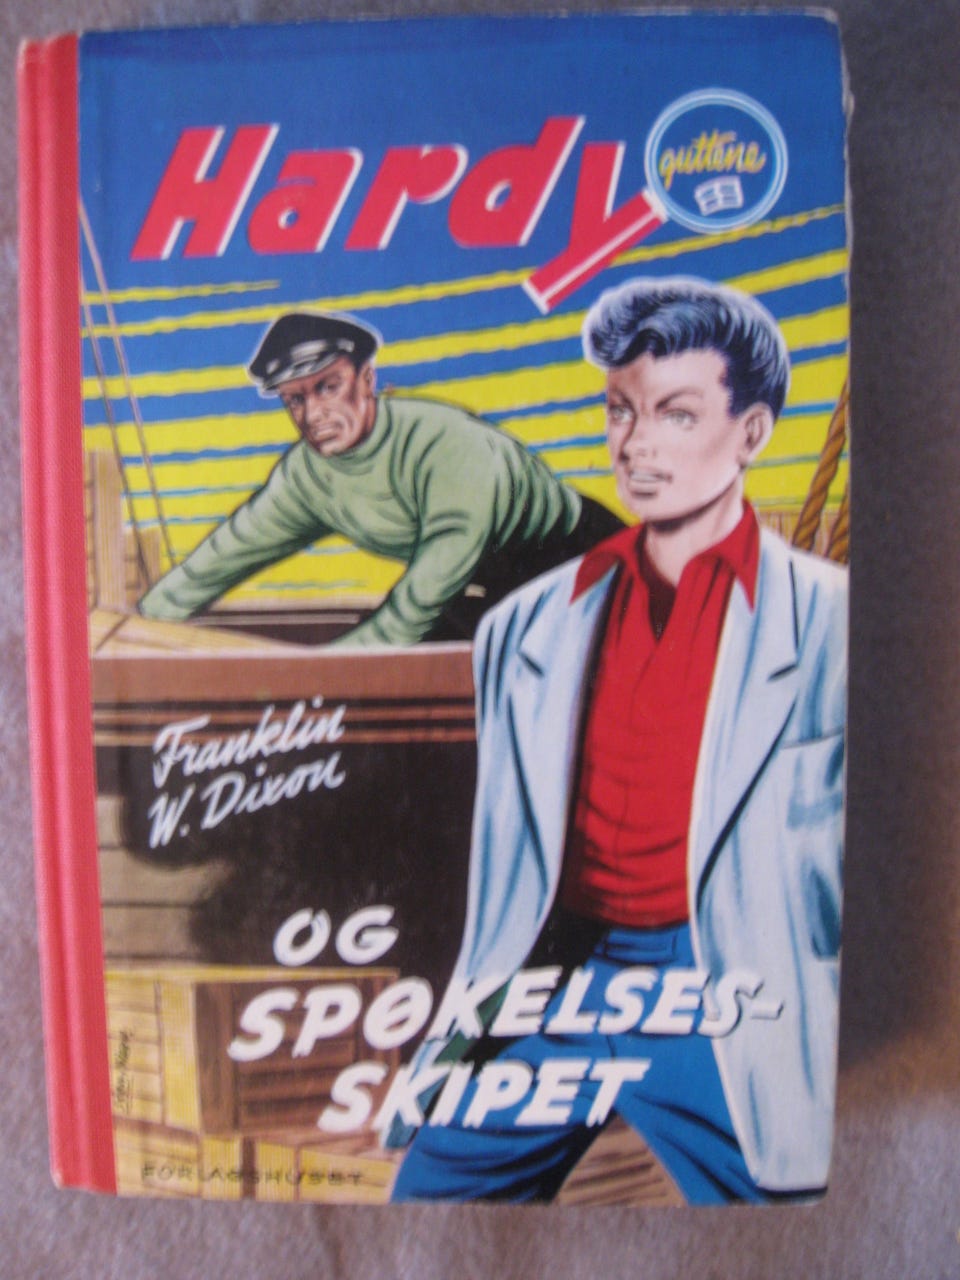 Hardy
guttene
Franklin
W. Dixon
OG
SPØKELSES-
SKIPET
FORLAGSHUSET